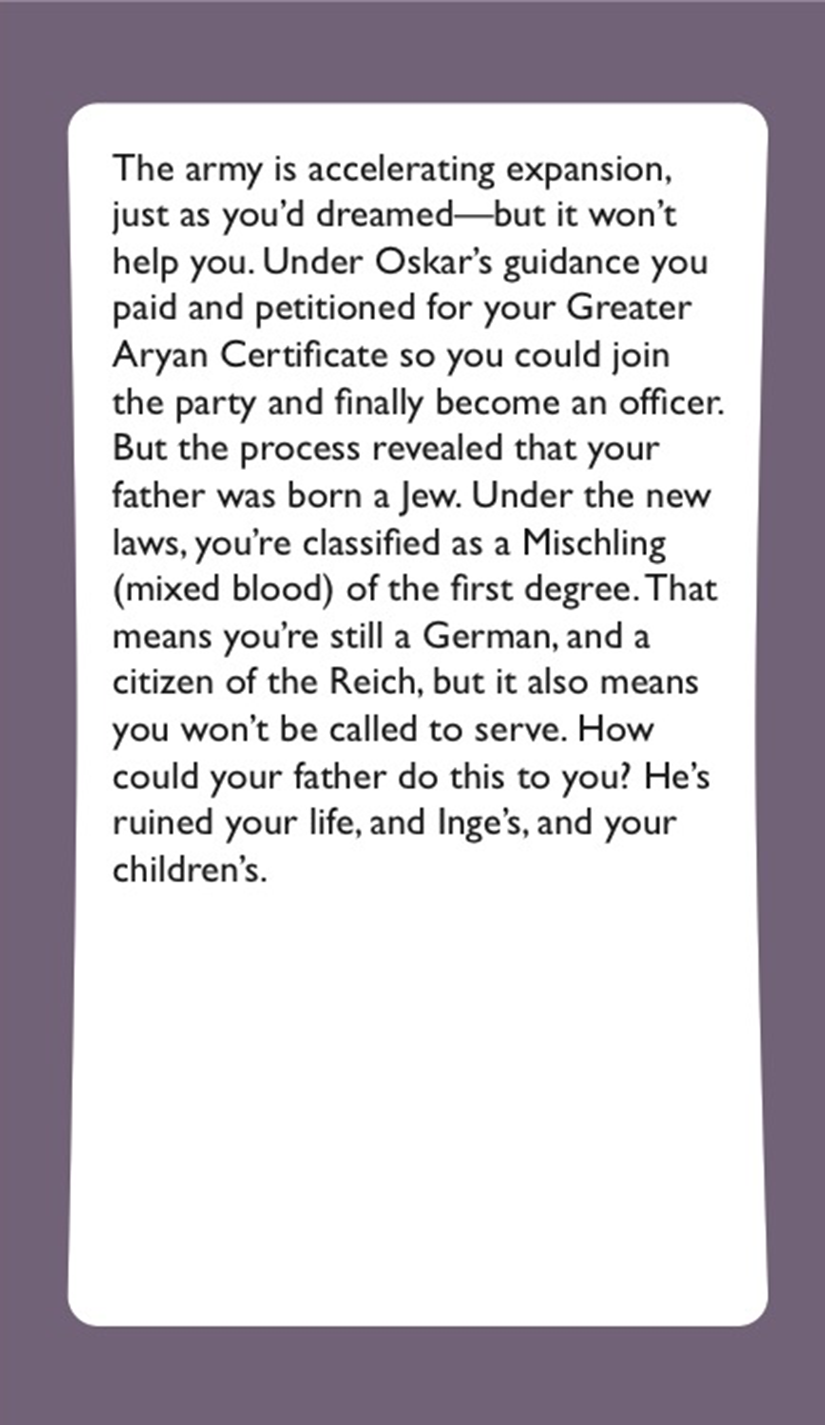 The army is accelerating expansion,
just as you’d dreamed—but it won’t
help you. Under Oskar’s guidance you
paid and petitioned for your Greater
Aryan Certificate so you could join
the party and finally become an officer.
But the process revealed that your
father was born a Jew. Under the new
laws, you’re classified as a Mischling
(mixed blood) of the first degree. That
means you’re still a German, and a
citizen of the Reich, but it also means
you won’t be called to serve. How
could your father do this to you? He’s
ruined your life, and Inge’s, and your
children’s.